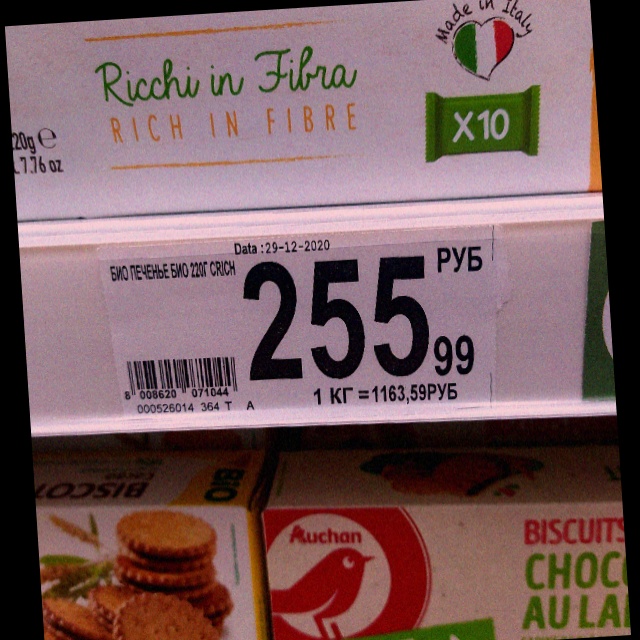 Made in Italy
Ricchi in Fibra
RICH IN FIBRE
X10
20g e
7.76 oz
Data :29-12-2020
БИО ПЕЧЕНЬЕ БИО 220Г CRICH
255
99
РУБ
8 008620 071044
1 КГ =1163,59РУБ
000526014 364 T A
BISCOT
BIO
Auchan
BISCUITS
CHOC
AU LA